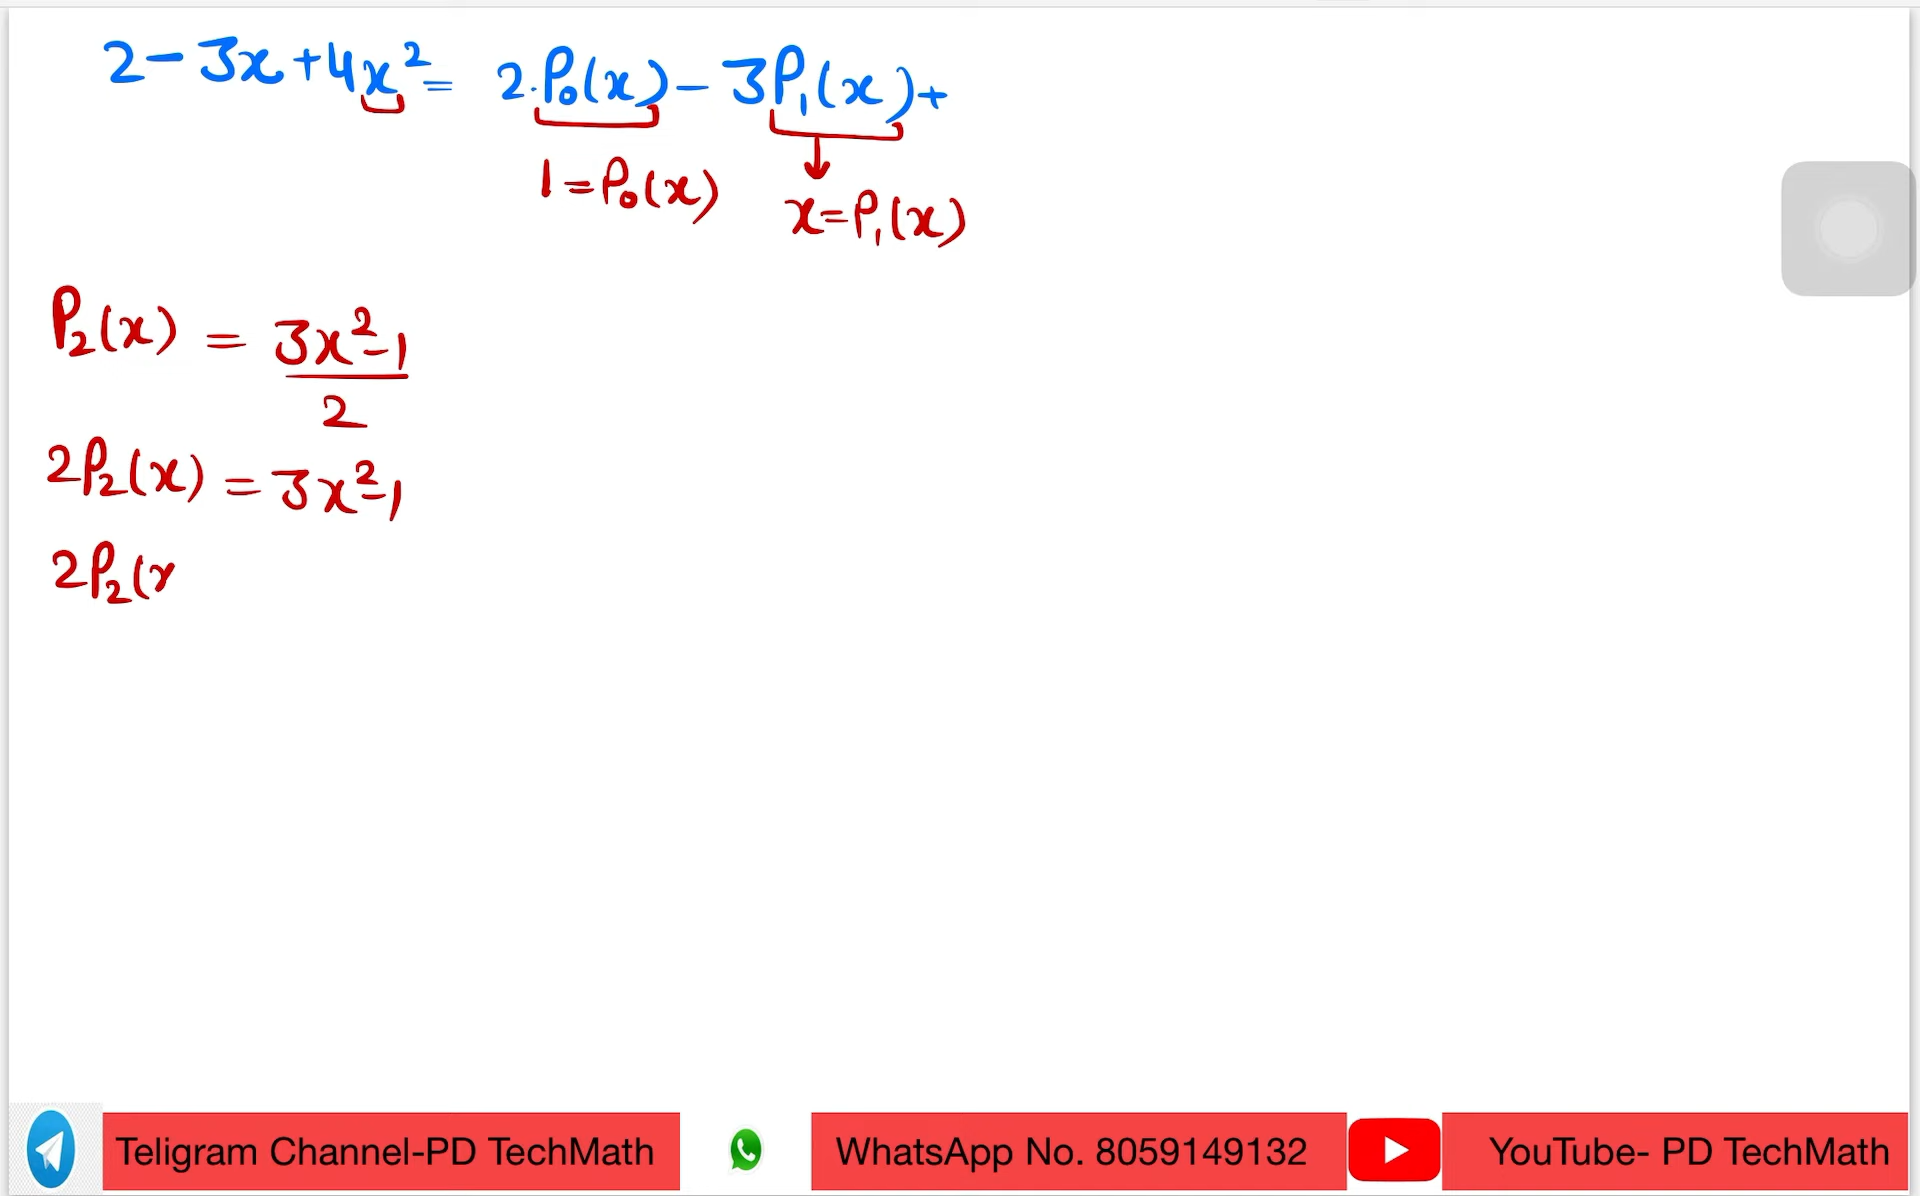 2 - 3x + 4x² = 2·P₀(x) - 3P₁(x) +
1 = P₀(x)
x = P₁(x)
P₂(x) = 3x² - 1
2
2P₂(x) = 3x² - 1
2P₂(x
Teligram Channel-PD TechMath
WhatsApp No. 8059149132
YouTube- PD TechMath